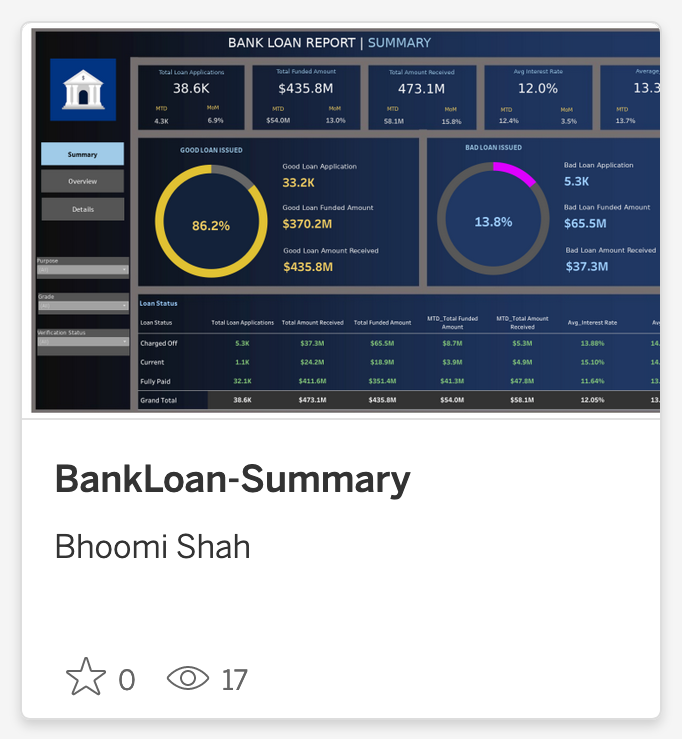 BANK LOAN REPORT | SUMMARY
Total Loan Applications
38.6K
MTD MoM
4.3K 6.9%
Total Funded Amount
$435.8M
MTD MoM
$54.0M 13.0%
Total Amount Received
473.1M
MTD MoM
58.1M 15.8%
Avg Interest Rate
12.0%
MTD MoM
12.4% 3.5%
Average
13.3
MTD
13.7%
Summary
Overview
Details
Purpose
Grade
Verification Status
GOOD LOAN ISSUED
86.2%
Good Loan Application
33.2K
Good Loan Funded Amount
$370.2M
Good Loan Amount Received
$435.8M
BAD LOAN ISSUED
13.8%
Bad Loan Application
5.3K
Bad Loan Funded Amount
$65.5M
Bad Loan Amount Received
$37.3M
Loan Status
Loan Status Total Loan Applications Total Amount Received Total Funded Amount MTD_Total Funded Amount MTD_Total Amount Received Avg_Interest Rate Av
Charged Off 5.3K $37.3M $65.5M $8.7M $5.3M 13.88% 14.
Current 1.1K $24.2M $18.9M $3.9M $4.9M 15.10% 14.
Fully Paid 32.1K $411.6M $351.4M $41.3M $47.8M 11.64% 13.
Grand Total 38.6K $473.1M $435.8M $54.0M $58.1M 12.05% 13.
BankLoan-Summary
Bhoomi Shah
0 17